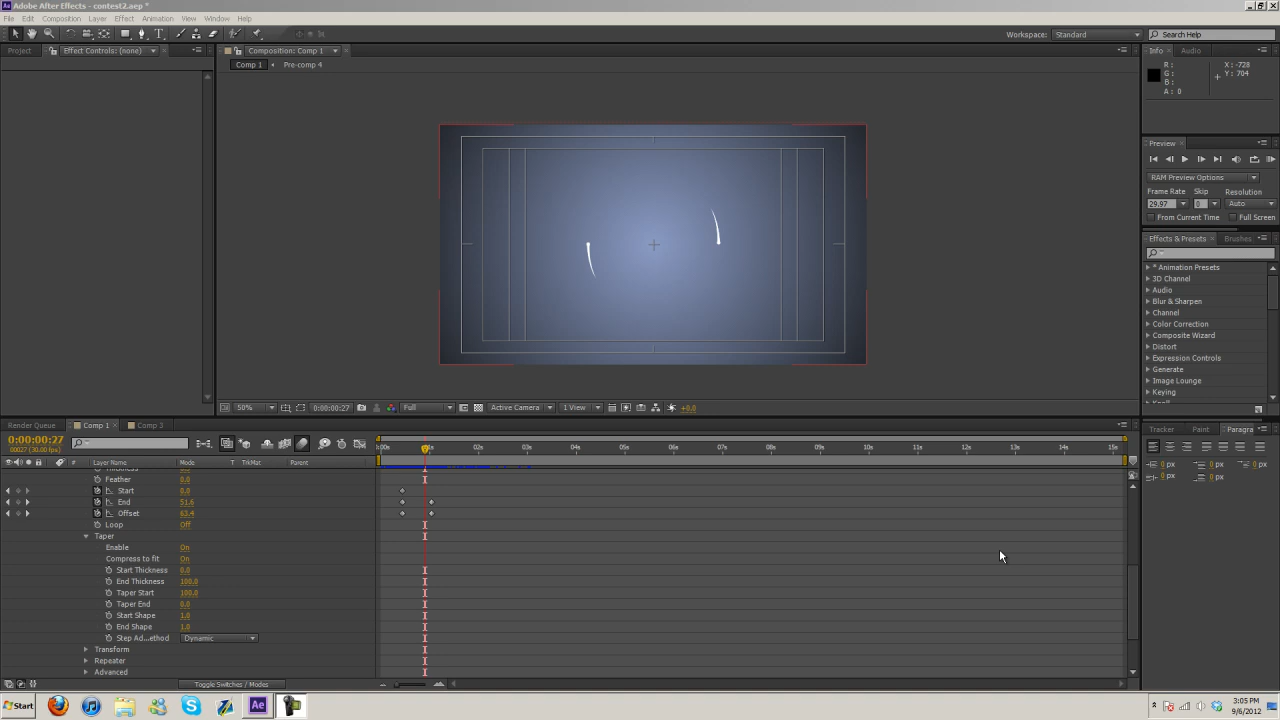 Adobe After Effects - contest2.aep *
File Edit Composition Layer Effect Animation View Window Help
Workspace: Standard Search Help
Project Effect Controls: (none) Composition: Comp 1 Info Audio
Comp 1 Pre-comp 4
R: X: -728
G: Y: 704
B:
A: 0
Preview
RAM Preview Options
Frame Rate Skip Resolution
29.97 0 Auto
From Current Time Full Screen
Effects & Presets Brushes
* Animation Presets
3D Channel
Audio
Blur & Sharpen
Channel
Color Correction
Composite Wizard
Distort
Expression Controls
Generate
Image Lounge
Keying
50% 0:00:00:27 Full Active Camera 1 View +0.0
Render Queue Comp 1 Comp 3 Tracker Paint Paragra
0:00:00:27
00027 (30.00 fps)
:00s 02s 03s 04s 05s 06s 07s 08s 09s 10s 11s 12s 13s 14s 15s
# Layer Name Mode T TrkMat Parent
0 px 0 px 0 px
0 px 0 px
Thickness
Feather 0.0
Start 0.0
End 51.6
Offset 63.4
Loop Off
Taper
Enable On
Compress to fit On
Start Thickness 0.0
End Thickness 100.0
Taper Start 100.0
Taper End 0.0
Start Shape 1.0
End Shape 1.0
Step Ad...ethod Dynamic
Transform
Repeater
Advanced
Toggle Switches / Modes
Start Ae 3:05 PM
9/6/2012